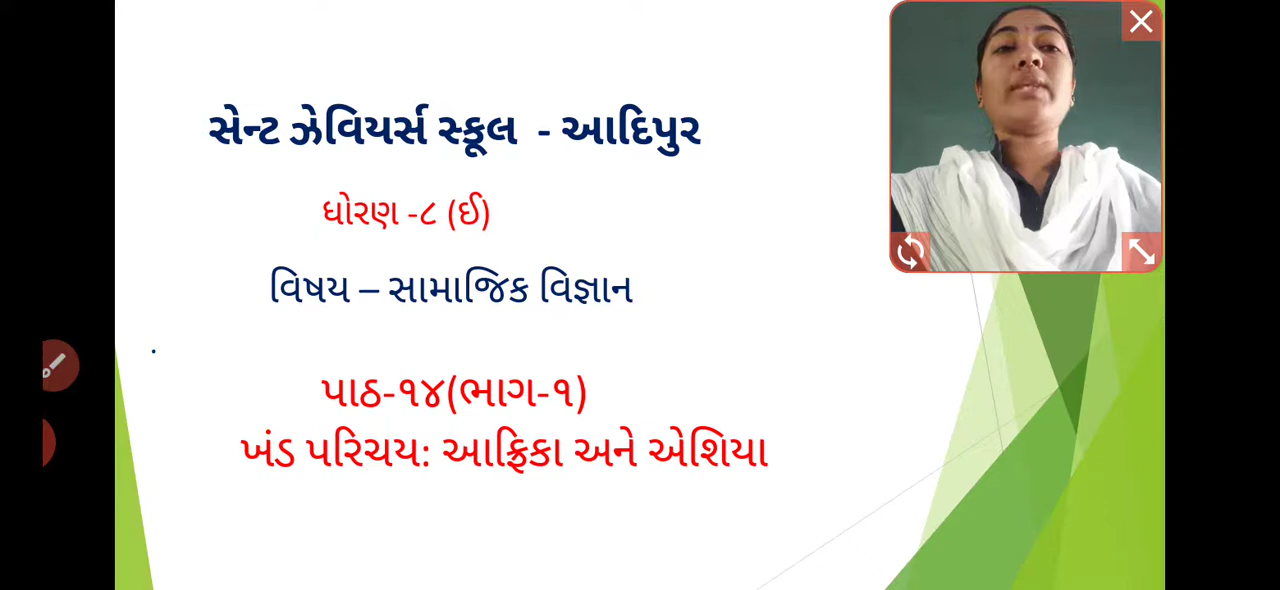 સેન્ટ ઝેવિયર્સ સ્કૂલ - આદિપુર
ધોરણ -૮ (ઈ)
વિષય – સામાજિક વિજ્ઞાન
.
પાઠ-૧૪(ભાગ-૧)
ખંડ પરિચય: આફ્રિકા અને એશિયા